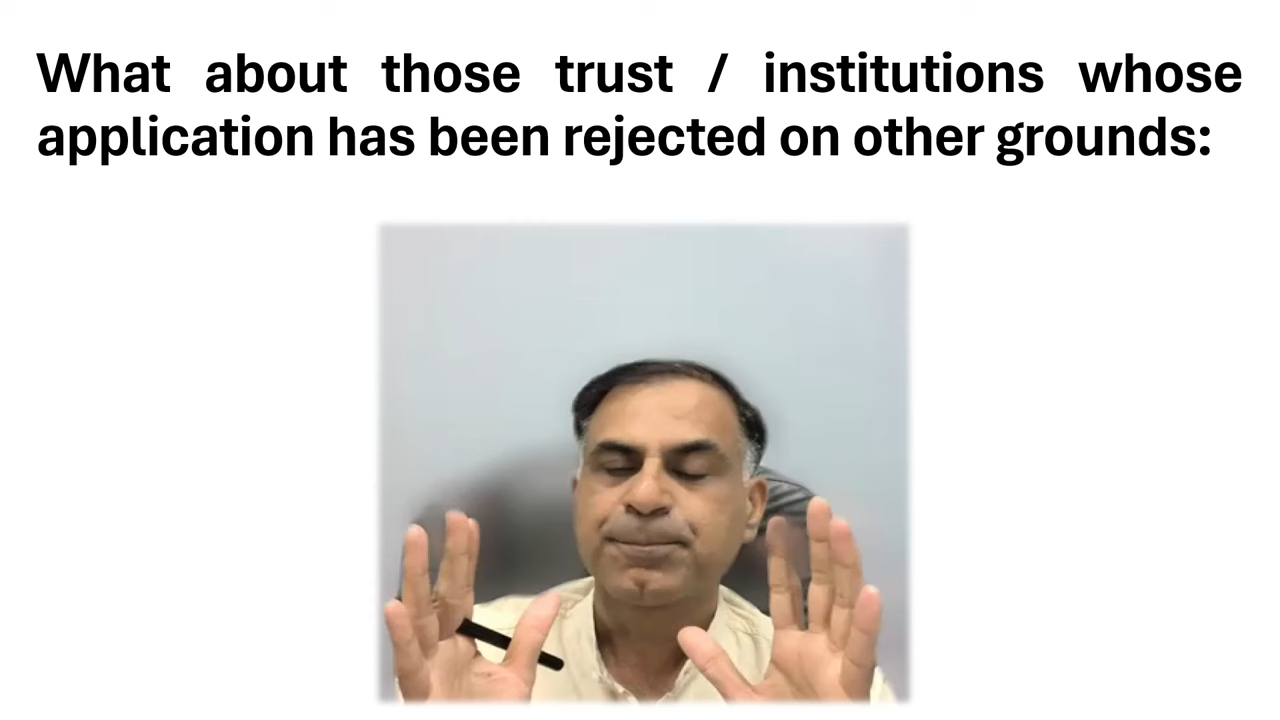 What about those trust / institutions whose
application has been rejected on other grounds: